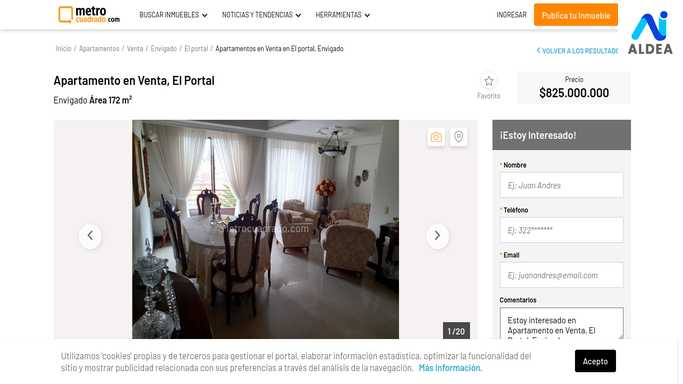 metro
cuadrado.com
BUSCAR INMUEBLES
NOTICIAS Y TENDENCIAS
HERRAMIENTAS
INGRESAR
Publica tu Inmueble
ALDEA
Inicio / Apartamentos / Venta / Envigado / El portal / Apartamentos en Venta en El portal, Envigado
VOLVER A LOS RESULTAD
Apartamento en Venta, El Portal
Envigado Área 172 m²
Favorito
Precio
$825.000.000
¡Estoy Interesado!
* Nombre
Ej: Juan Andres
* Teléfono
Ej: 322*******
* Email
Ej: juanandres@email.com
Comentarios
Estoy interesado en
Apartamento en Venta, El
metrocuadrado.com
1/20
Utilizamos 'cookies' propias y de terceros para gestionar el portal, elaborar información estadística, optimizar la funcionalidad del
sitio y mostrar publicidad relacionada con sus preferencias a través del análisis de la navegación. Más Información.
Acepto